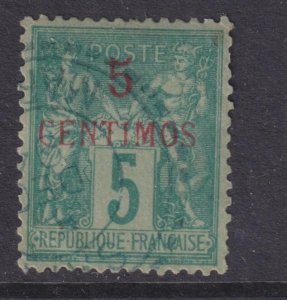 POSTE
5
CENTIMOS
5
REPUBLIQUE FRANÇAISE